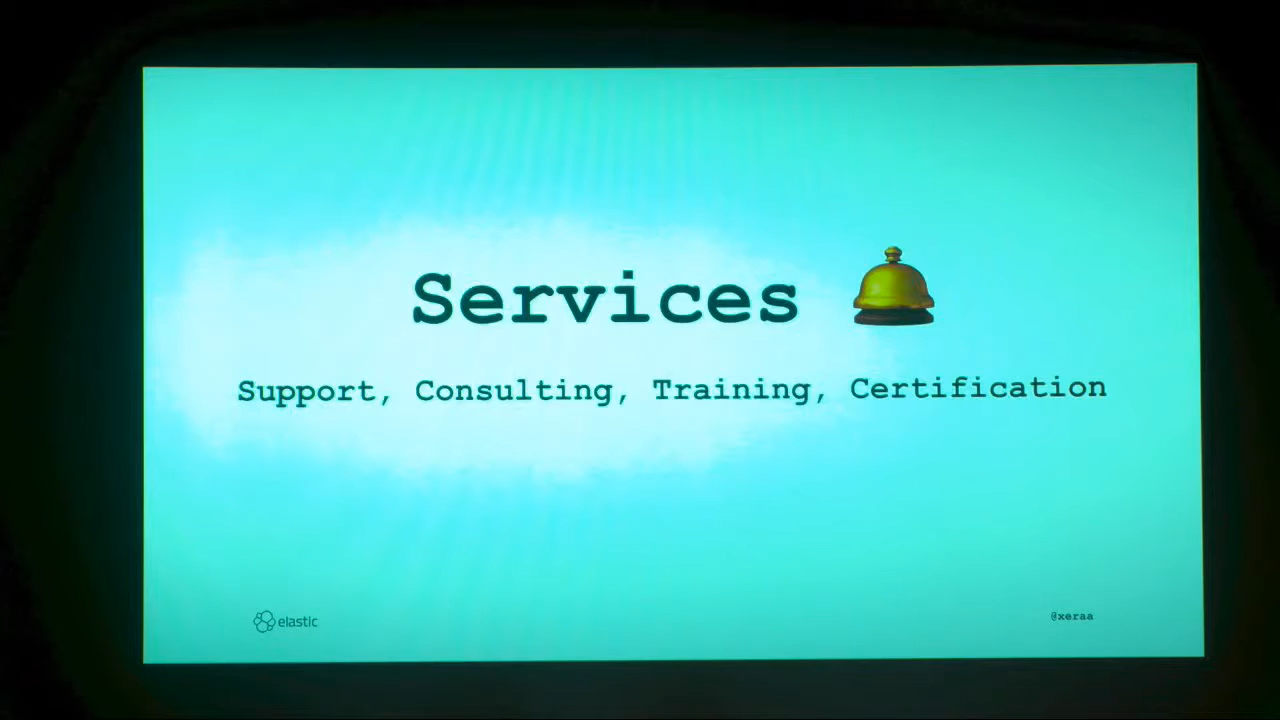 Services
Support, Consulting, Training, Certification
elastic
@xeraa